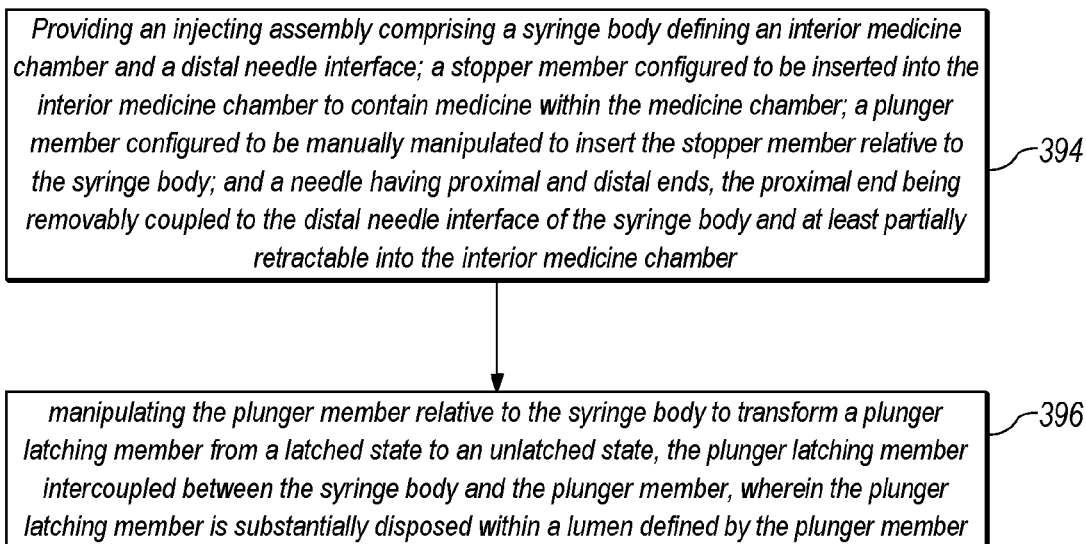 Providing an injecting assembly comprising a syringe body defining an interior medicine
chamber and a distal needle interface; a stopper member configured to be inserted into the
interior medicine chamber to contain medicine within the medicine chamber; a plunger
member configured to be manually manipulated to insert the stopper member relative to
the syringe body; and a needle having proximal and distal ends, the proximal end being
removably coupled to the distal needle interface of the syringe body and at least partially
retractable into the interior medicine chamber
394
manipulating the plunger member relative to the syringe body to transform a plunger
latching member from a latched state to an unlatched state, the plunger latching member
intercoupled between the syringe body and the plunger member, wherein the plunger
latching member is substantially disposed within a lumen defined by the plunger member
396